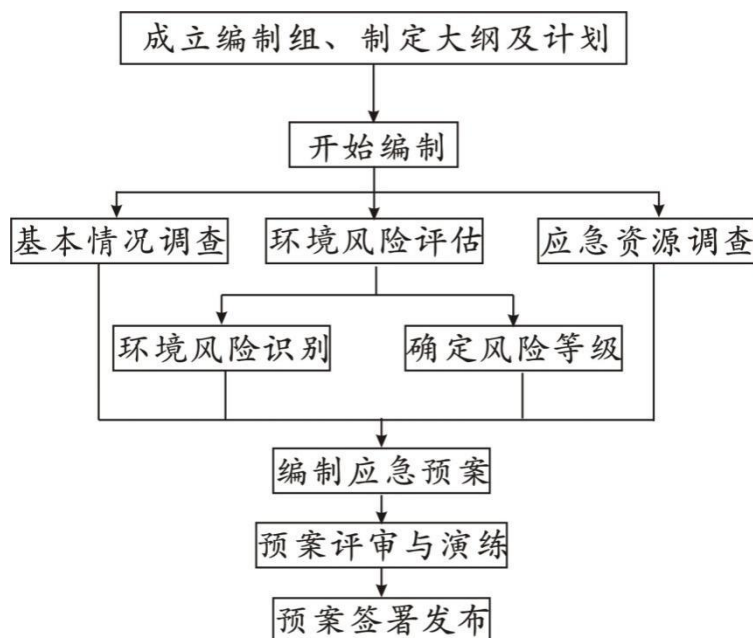 成立编制组、制定大纲及计划
开始编制
基本情况调查
环境风险评估
应急资源调查
环境风险识别
确定风险等级
编制应急预案
预案评审与演练
预案签署发布